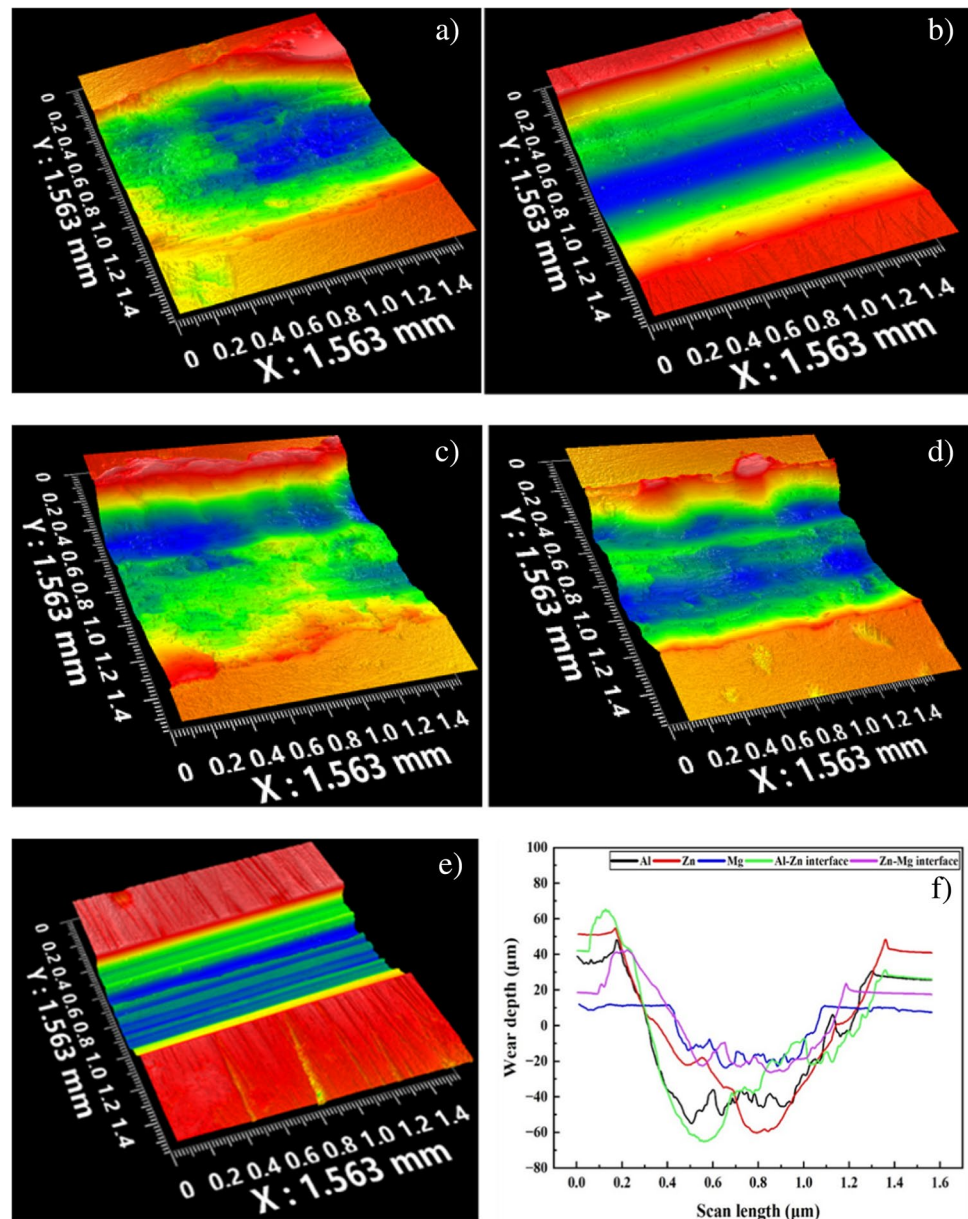 a)
0 0.2 0.4 0.6 0.8 1.0 1.2 1.4
Y : 1.563 mm
0 0.2 0.4 0.6 0.8 1.0 1.2 1.4
X : 1.563 mm
b)
0 0.2 0.4 0.6 0.8 1.0 1.2 1.4
Y : 1.563 mm
0 0.2 0.4 0.6 0.8 1.0 1.2 1.4
X : 1.563 mm
c)
0 0.2 0.4 0.6 0.8 1.0 1.2 1.4
Y : 1.563 mm
0 0.2 0.4 0.6 0.8 1.0 1.2 1.4
X : 1.563 mm
d)
0 0.2 0.4 0.6 0.8 1.0 1.2 1.4
Y : 1.563 mm
0 0.2 0.4 0.6 0.8 1.0 1.2 1.4
X : 1.563 mm
e)
0 0.2 0.4 0.6 0.8 1.0 1.2 1.4
Y : 1.563 mm
0 0.2 0.4 0.6 0.8 1.0 1.2 1.4
X : 1.563 mm
f)
Al Zn Mg Al-Zn interface Zn-Mg interface
100
80
60
40
20
0
−20
−40
−60
−80
Wear depth (μm)
0.0 0.2 0.4 0.6 0.8 1.0 1.2 1.4 1.6
Scan length (μm)